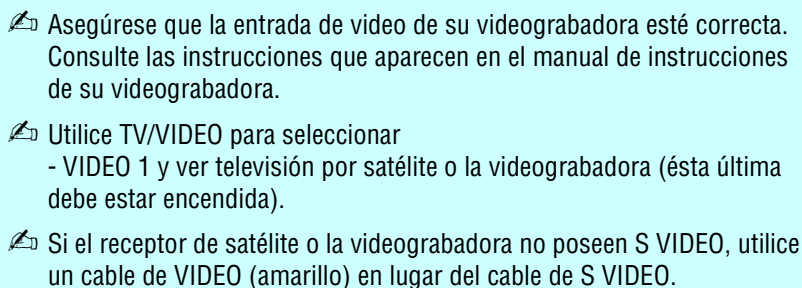 Asegúrese que la entrada de video de su videograbadora esté correcta.
Consulte las instrucciones que aparecen en el manual de instrucciones
de su videograbadora.
Utilice TV/VIDEO para seleccionar
- VIDEO 1 y ver televisión por satélite o la videograbadora (ésta última
debe estar encendida).
Si el receptor de satélite o la videograbadora no poseen S VIDEO, utilice
un cable de VIDEO (amarillo) en lugar del cable de S VIDEO.